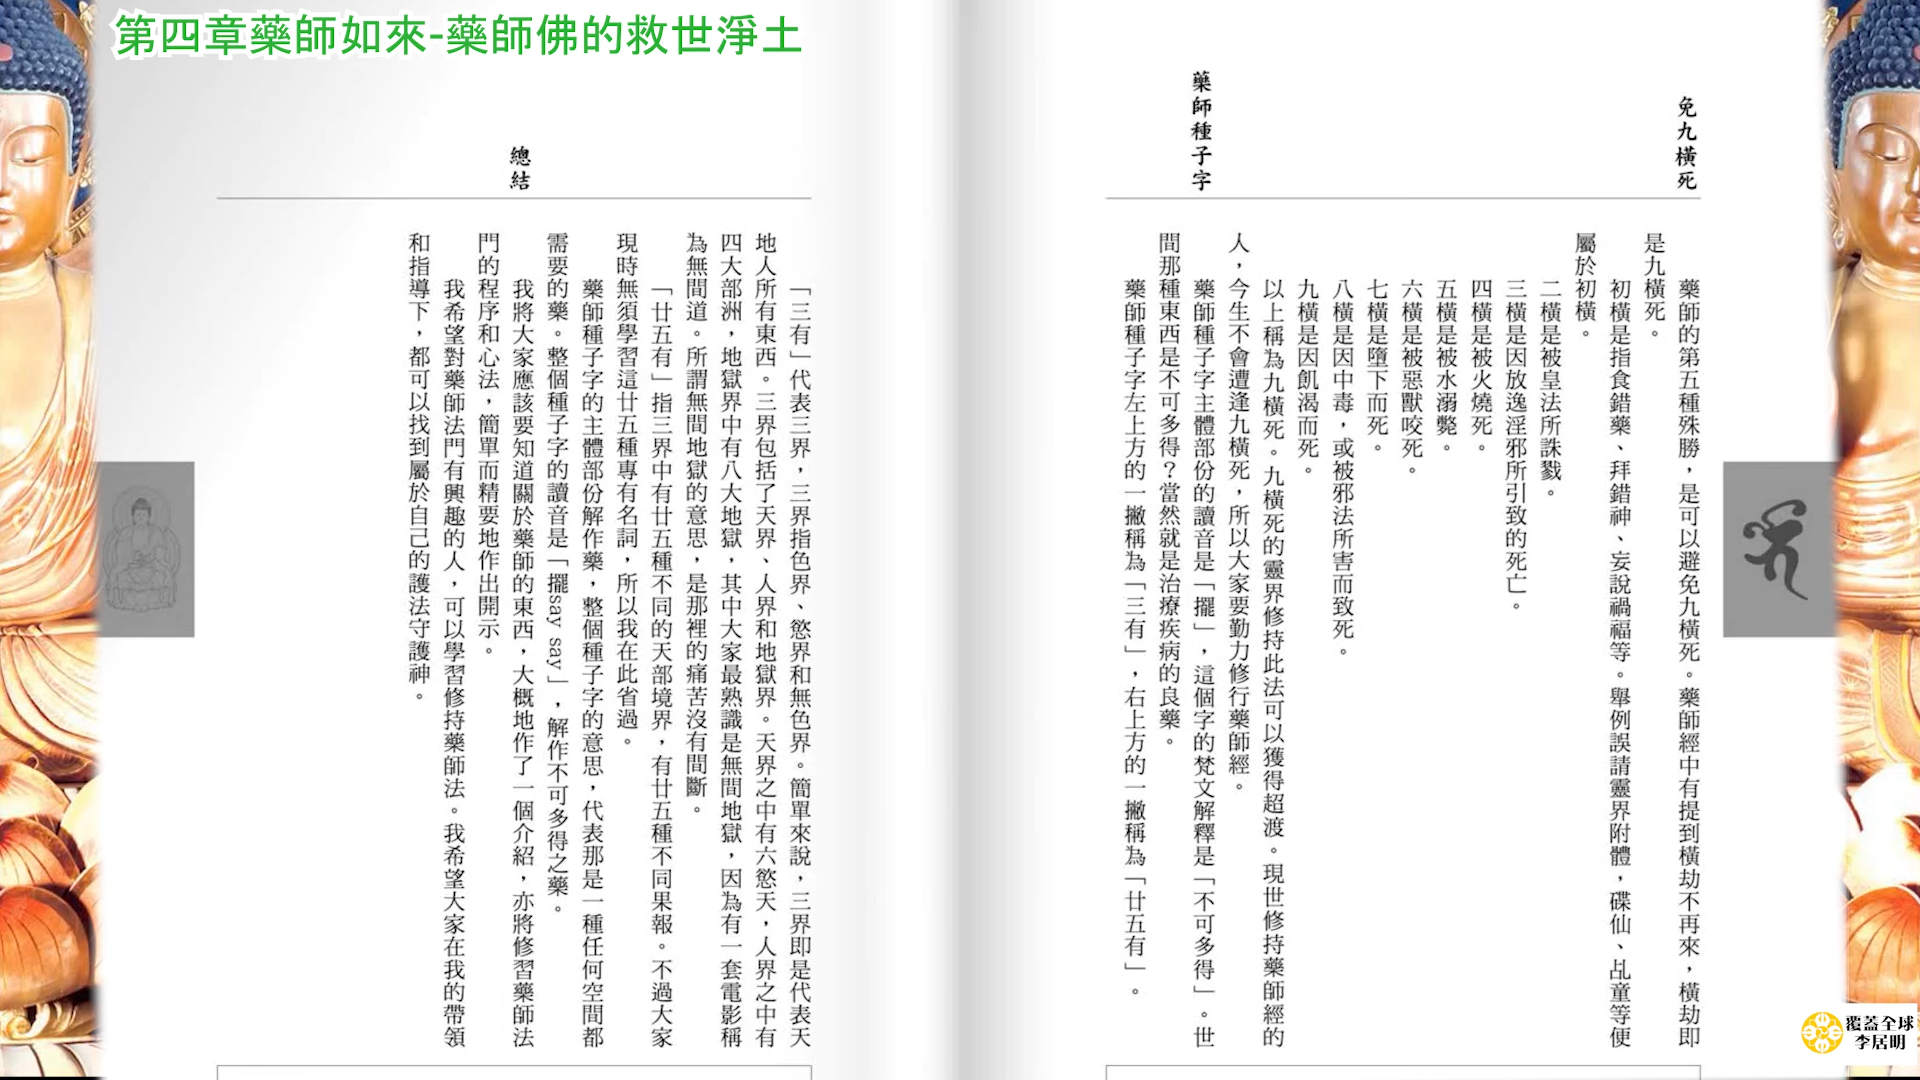 第四章藥師如來-藥師佛的救世淨土
免九橫死
藥師的第五種殊勝，是可以避免九橫死。藥師經中有提到橫劫不再來，橫劫即
是九橫死。
初橫是指食錯藥、拜錯神、妄說禍福等。舉例誤請靈界附體，碟仙、乩童等便
屬於初橫。
二橫是被皇法所誅戮。
三橫是因放逸淫邪所引致的死亡。
四橫是被火燒死。
五橫是被水溺斃。
六橫是被惡獸咬死。
七橫是墮下而死。
八橫是因中毒，或被邪法所害而致死。
九橫是因飢渴而死。
以上稱為九橫死。九橫死的靈界修持此法可以獲得超渡。現世修持藥師經的
人，今生不會遭逢九橫死，所以大家要勤力修行藥師經。
藥師種子字
藥師種子字主體部份的讀音是「擺」，這個字的梵文解釋是「不可多得」。世
間那種東西是不可多得？當然就是治療疾病的良藥。
藥師種子字左上方的一撇稱為「三有」，右上方的一撇稱為「廿五有」。
「三有」代表三界，三界指色界、慾界和無色界。簡單來說，三界即是代表天
地人所有東西。三界包括了天界、人界和地獄界。天界之中有六慾天，人界之中有
四大部洲，地獄界中有八大地獄，其中大家最熟識是無間地獄，因為有一套電影稱
為無間道。所謂無間地獄的意思，是那裡的痛苦沒有間斷。
「廿五有」指三界中有廿五種不同的天部境界，有廿五種不同果報。不過大家
現時無須學習這廿五種專有名詞，所以我在此省過。
藥師種子字的主體部份解作藥，整個種子字的意思，代表那是一種任何空間都
需要的藥。整個種子字的讀音是「擺say say」，解作不可多得之藥。
總結
我將大家應該要知道關於藥師的東西，大概地作了一個介紹，亦將修習藥師法
門的程序和心法，簡單而精要地作出開示。
我希望對藥師法門有興趣的人，可以學習修持藥師法。我希望大家在我的帶領
和指導下，都可以找到屬於自己的護法守護神。
覆蓋全球
李居明